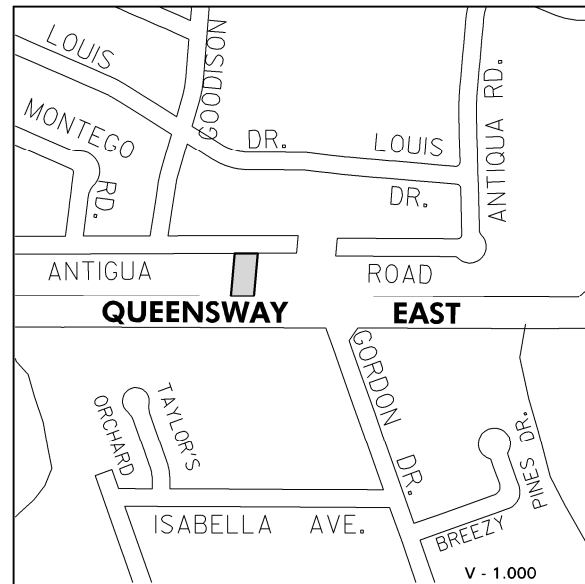 LOUIS
GOODISON
MONTEGO
RD.
DR.
LOUIS
DR.
ANTIQUA RD.
ANTIGUA
ROAD
QUEENSWAY
EAST
GORDON DR.
TAYLOR'S
ORCHARD
ISABELLA AVE.
BREEZY
PINES DR.
V - 1.000